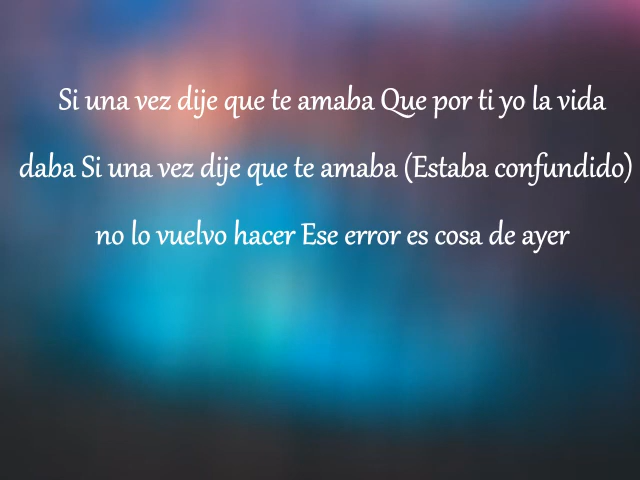 Si una vez dije que te amaba Que por ti yo la vida
daba Si una vez dije que te amaba (Estaba confundido)
no lo vuelvo hacer Ese error es cosa de ayer